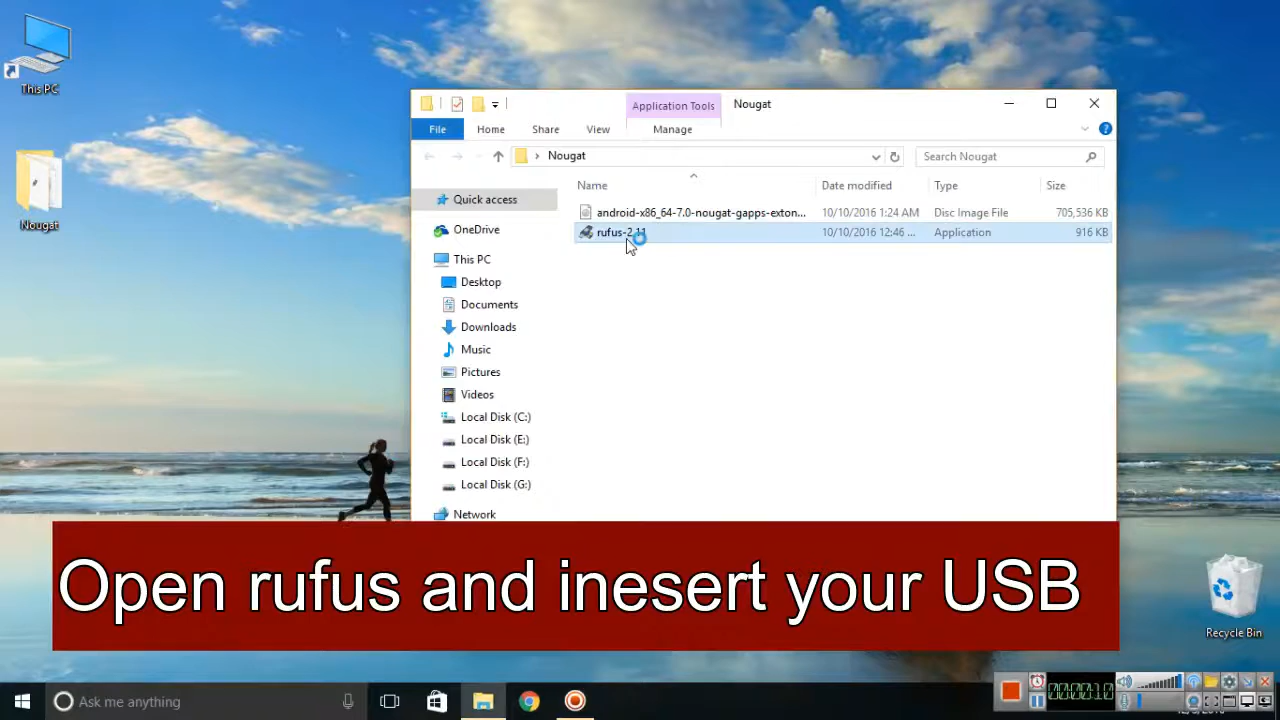 This PC
Nougat
Application Tools
Nougat
File
Home
Share
View
Manage
Nougat
Search Nougat
Name
Date modified
Type
Size
Quick access
OneDrive
This PC
Desktop
Documents
Downloads
Music
Pictures
Videos
Local Disk (C:)
Local Disk (E:)
Local Disk (F:)
Local Disk (G:)
Network
android-x86_64-7.0-nougat-gapps-exton...
10/10/2016 1:24 AM
Disc Image File
705,536 KB
rufus-2.11
10/10/2016 12:46 ...
Application
916 KB
Open rufus and inesert your USB
Recycle Bin
Ask me anything